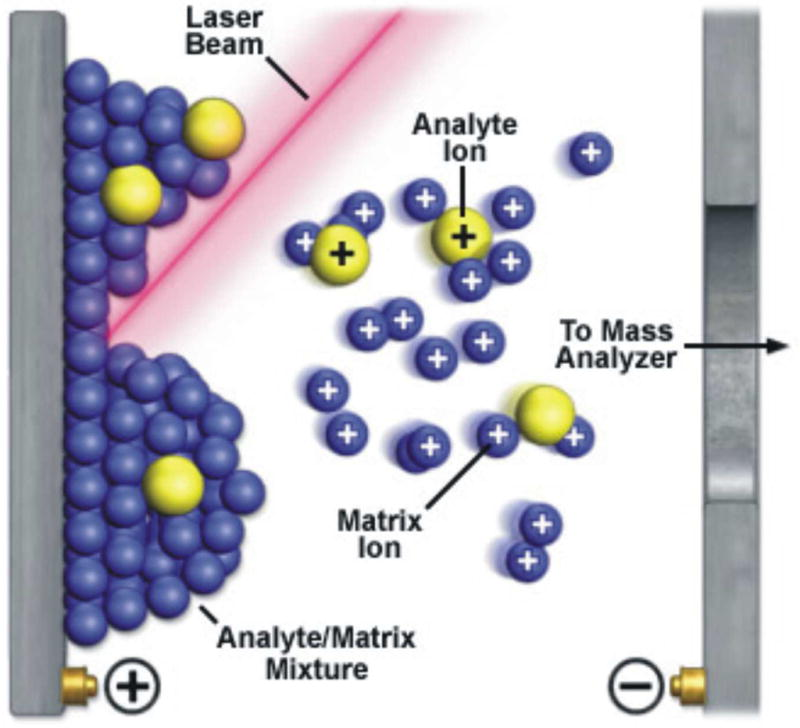 Laser
Beam
Analyte
Ion
To Mass
Analyzer
Matrix
Ion
Analyte/Matrix
Mixture